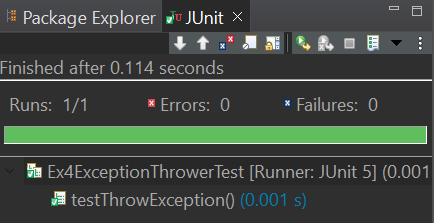 Package Explorer JUnit
Finished after 0.114 seconds
Runs: 1/1 Errors: 0 Failures: 0
Ex4ExceptionThrowerTest [Runner: JUnit 5] (0.001
testThrowException() (0.001 s)